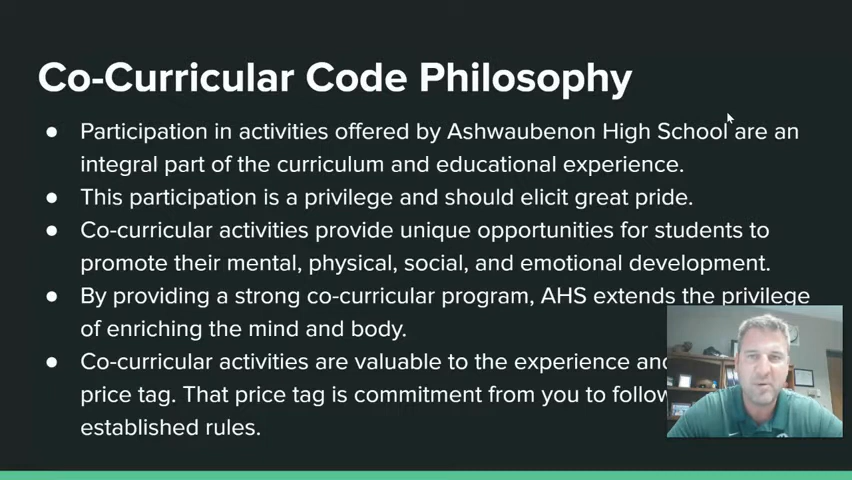 Co-Curricular Code Philosophy
● Participation in activities offered by Ashwaubenon High School are an
integral part of the curriculum and educational experience.
● This participation is a privilege and should elicit great pride.
● Co-curricular activities provide unique opportunities for students to
promote their mental, physical, social, and emotional development.
● By providing a strong co-curricular program, AHS extends the privilege
of enriching the mind and body.
● Co-curricular activities are valuable to the experience
price tag. That price tag is commitment from you to follow
established rules.